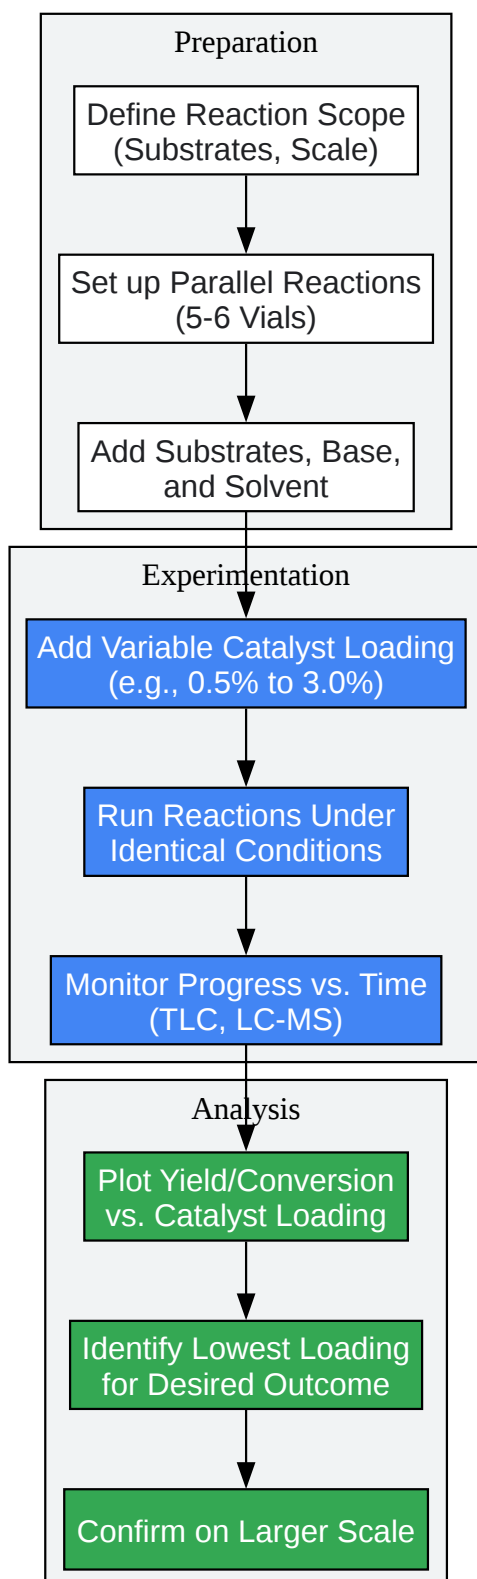 Preparation
Define Reaction Scope
(Substrates, Scale)
Set up Parallel Reactions
(5-6 Vials)
Add Substrates, Base,
and Solvent
Experimentation
Add Variable Catalyst Loading
(e.g., 0.5% to 3.0%)
Run Reactions Under
Identical Conditions
Monitor Progress vs. Time
(TLC, LC-MS)
Analysis
Plot Yield/Conversion
vs. Catalyst Loading
Identify Lowest Loading
for Desired Outcome
Confirm on Larger Scale